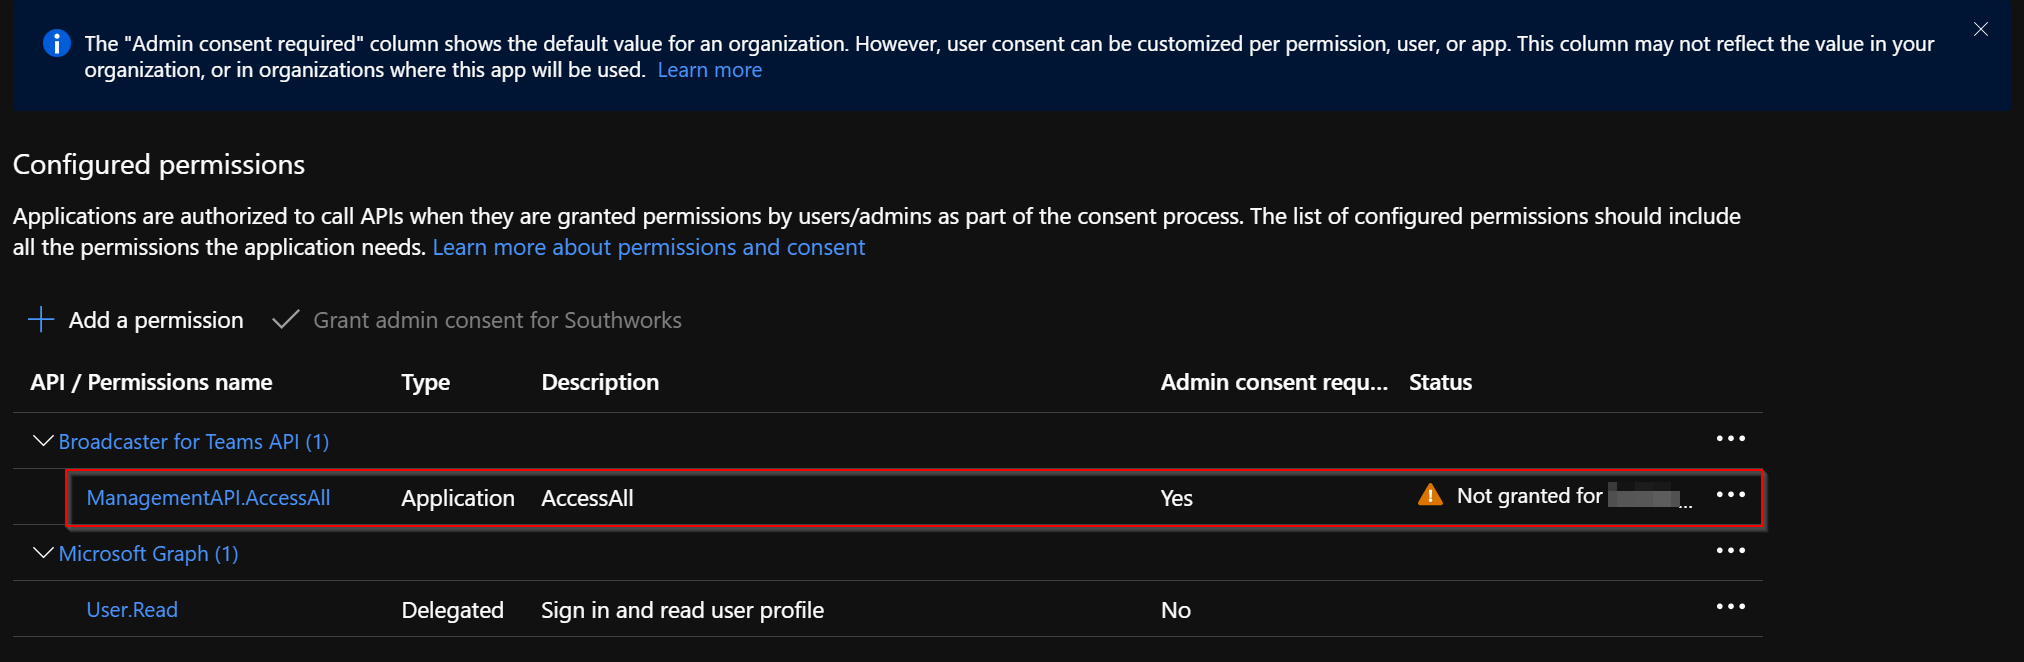 The "Admin consent required" column shows the default value for an organization. However, user consent can be customized per permission, user, or app. This column may not reflect the value in your
organization, or in organizations where this app will be used. Learn more
Configured permissions
Applications are authorized to call APIs when they are granted permissions by users/admins as part of the consent process. The list of configured permissions should include
all the permissions the application needs. Learn more about permissions and consent
Add a permission Grant admin consent for Southworks
API / Permissions name Type Description Admin consent requ... Status
Broadcaster for Teams API (1)
ManagementAPI.AccessAll Application AccessAll Yes Not granted for ...
Microsoft Graph (1)
User.Read Delegated Sign in and read user profile No